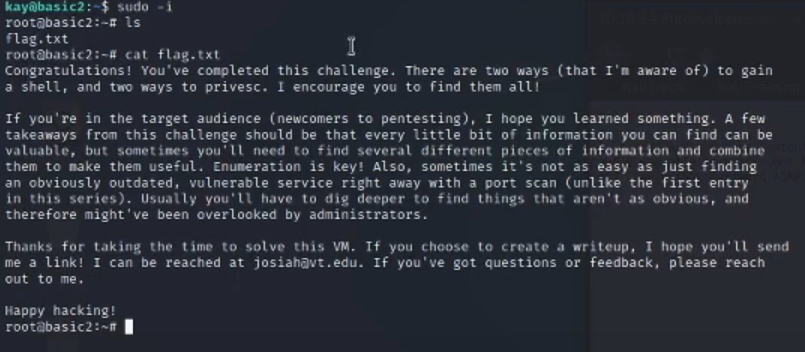 kay@basic2:~$ sudo -i
root@basic2:~# ls
flag.txt
root@basic2:~# cat flag.txt
Congratulations! You've completed this challenge. There are two ways (that I'm aware of) to gain
a shell, and two ways to privesc. I encourage you to find them all!
If you're in the target audience (newcomers to pentesting), I hope you learned something. A few
takeaways from this challenge should be that every little bit of information you can find can be
valuable, but sometimes you'll need to find several different pieces of information and combine
them to make them useful. Enumeration is key! Also, sometimes it's not as easy as just finding
an obviously outdated, vulnerable service right away with a port scan (unlike the first entry
in this series). Usually you'll have to dig deeper to find things that aren't as obvious, and
therefore might've been overlooked by administrators.
Thanks for taking the time to solve this VM. If you choose to create a writeup, I hope you'll send
me a link! I can be reached at josiah@vt.edu. If you've got questions or feedback, please reach
out to me.
Happy hacking!
root@basic2:~#